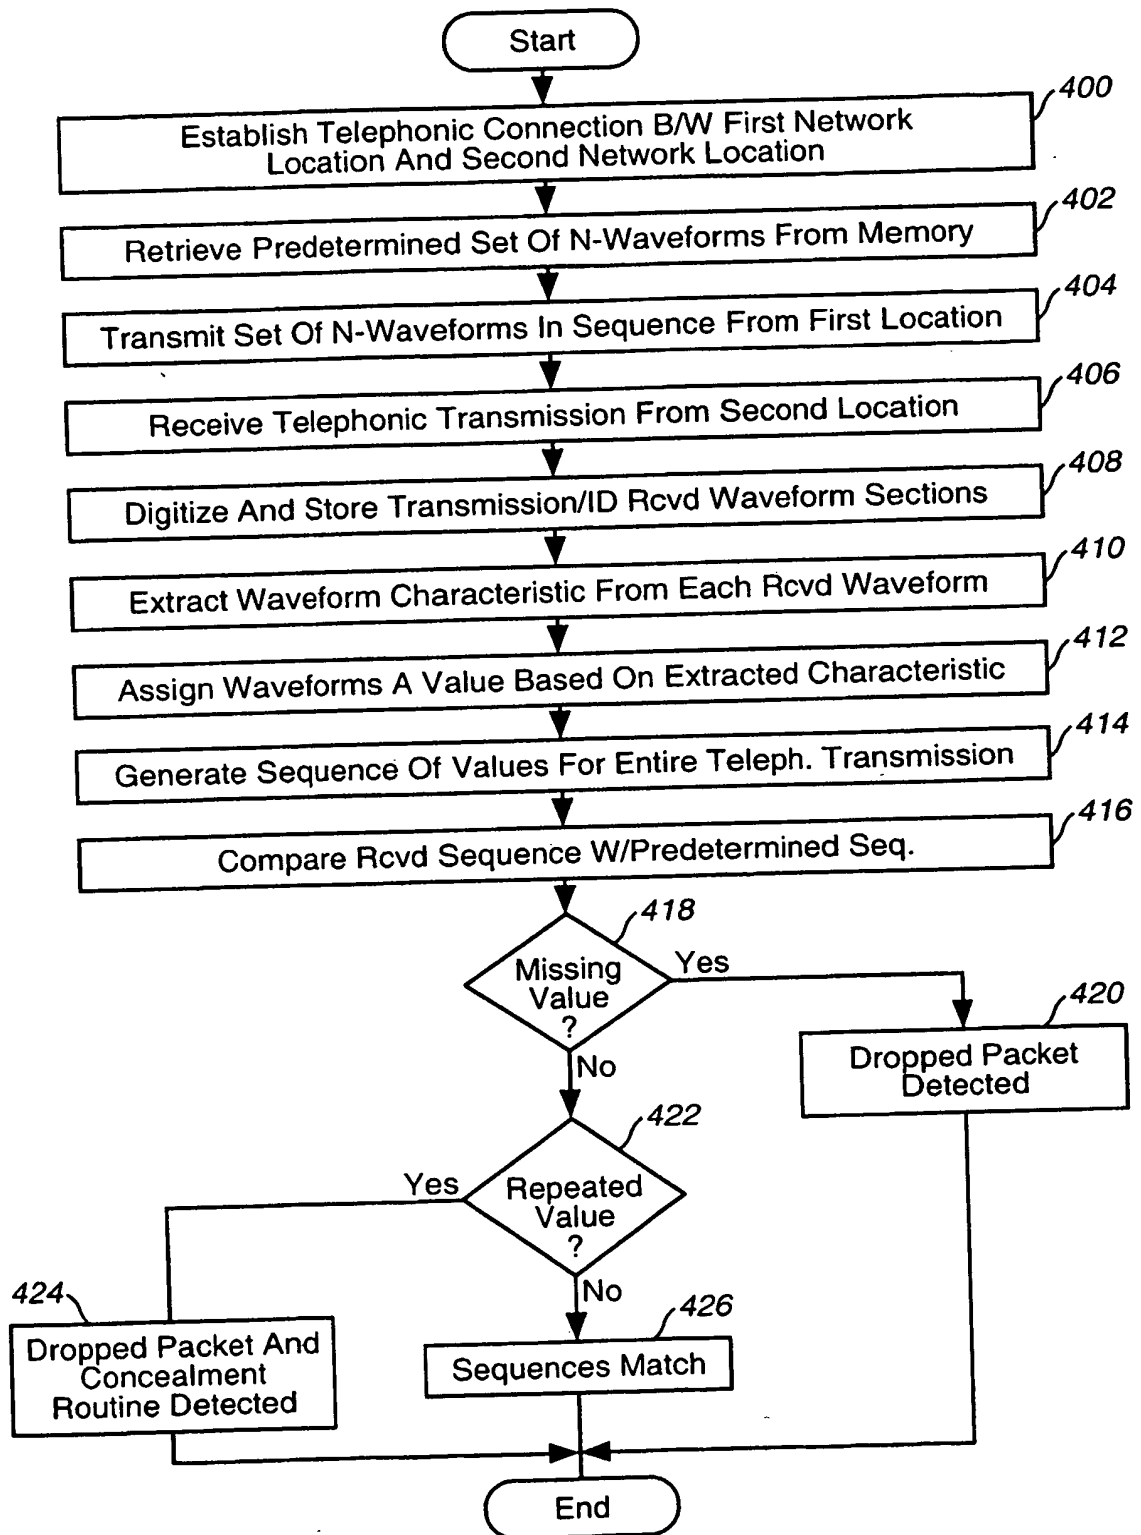 Start
400
Establish Telephonic Connection B/W First Network
Location And Second Network Location
402
Retrieve Predetermined Set Of N-Waveforms From Memory
404
Transmit Set Of N-Waveforms In Sequence From First Location
406
Receive Telephonic Transmission From Second Location
408
Digitize And Store Transmission/ID Rcvd Waveform Sections
410
Extract Waveform Characteristic From Each Rcvd Waveform
412
Assign Waveforms A Value Based On Extracted Characteristic
414
Generate Sequence Of Values For Entire Teleph. Transmission
416
Compare Rcvd Sequence W/Predetermined Seq.
418
Missing
Value
?
Yes
No
420
Dropped Packet
Detected
422
Repeated
Value
?
Yes
No
424
Dropped Packet And
Concealment
Routine Detected
426
Sequences Match
End